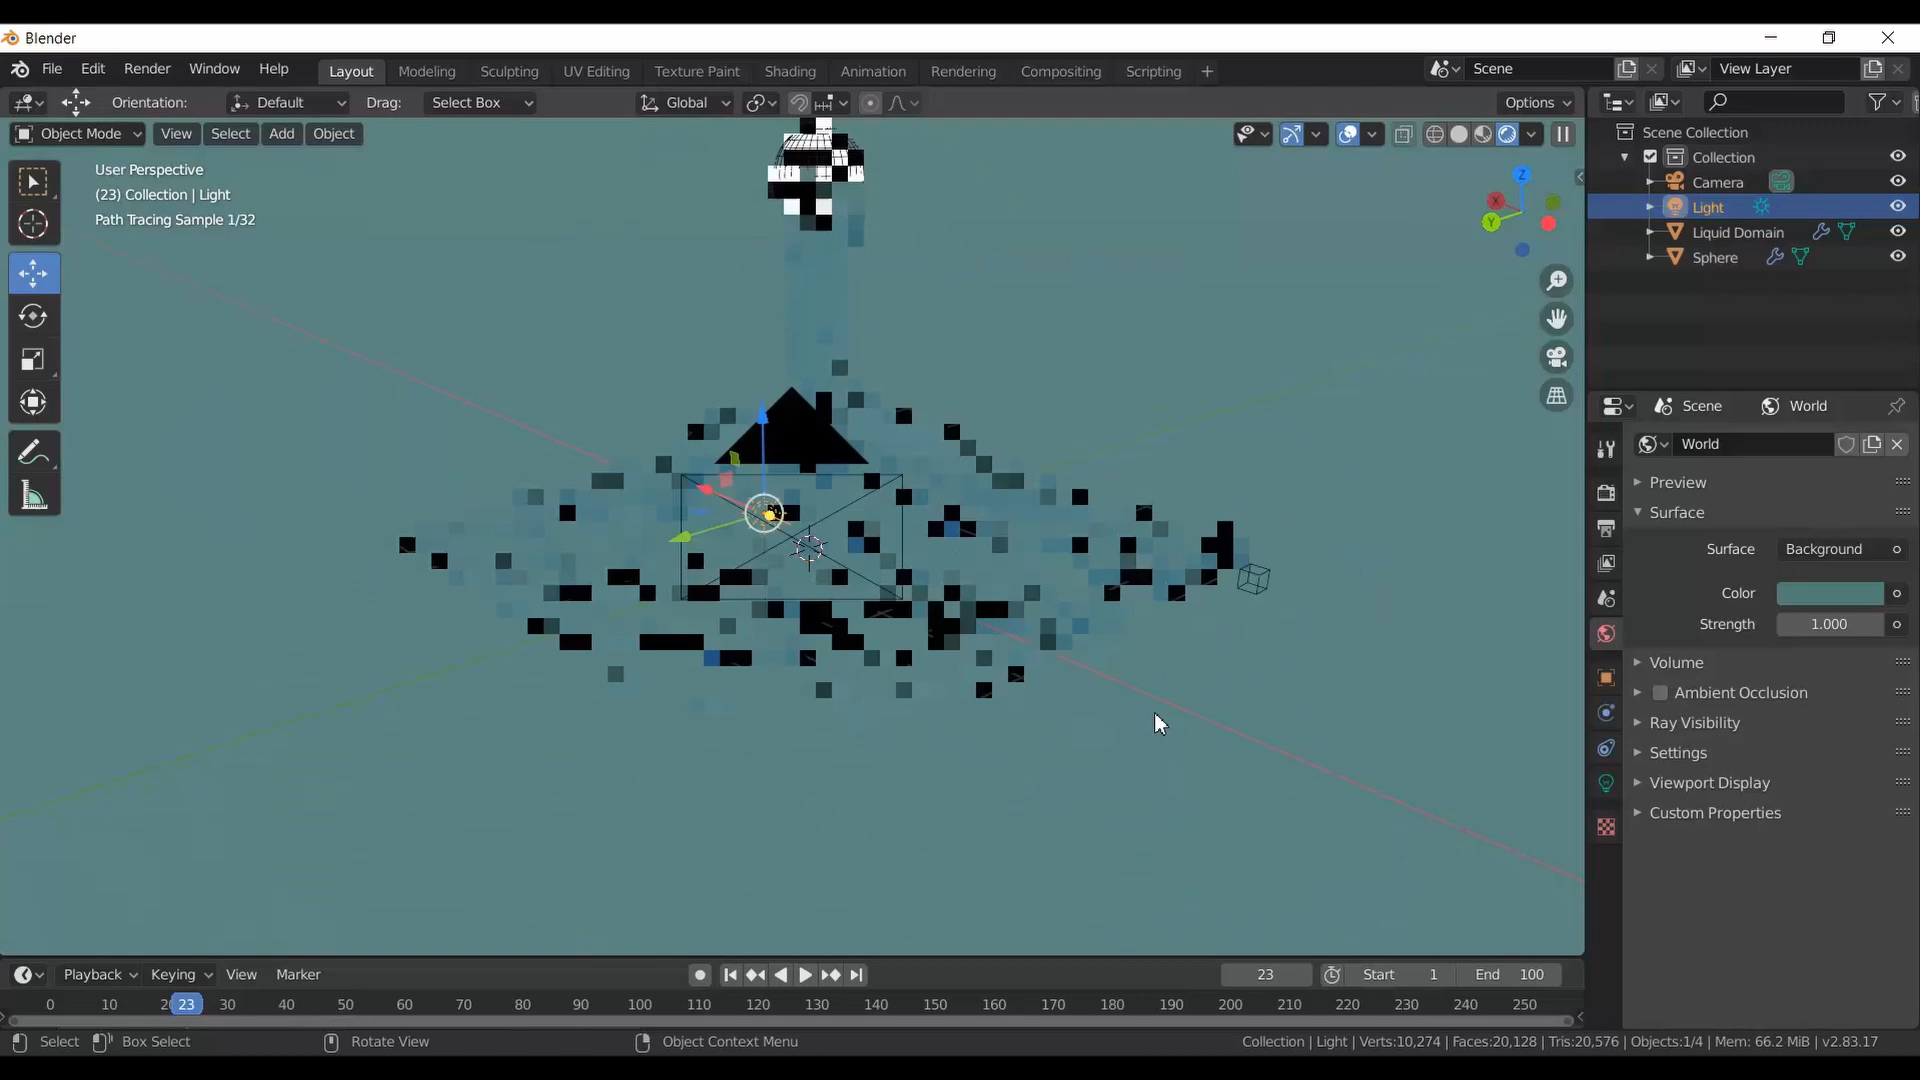 Blender
File Edit Render Window Help Layout Modeling Sculpting UV Editing Texture Paint Shading Animation Rendering Compositing Scripting + Scene View Layer
Orientation: Default Drag: Select Box Global Options
Object Mode View Select Add Object
Scene Collection
Collection
Camera
Light
Liquid Domain
Sphere
User Perspective
(23) Collection | Light
Path Tracing Sample 1/32
Z
X
Y
Scene World
World
Preview
Surface
Surface Background
Color
Strength 1.000
Volume
Ambient Occlusion
Ray Visibility
Settings
Viewport Display
Custom Properties
Playback Keying View Marker 23 Start 1 End 100
0 10 2 23 30 40 50 60 70 80 90 100 110 120 130 140 150 160 170 180 190 200 210 220 230 240 250
Select Box Select Rotate View Object Context Menu Collection | Light | Verts:10,274 | Faces:20,128 | Tris:20,576 | Objects:1/4 | Mem: 66.2 MiB | v2.83.17